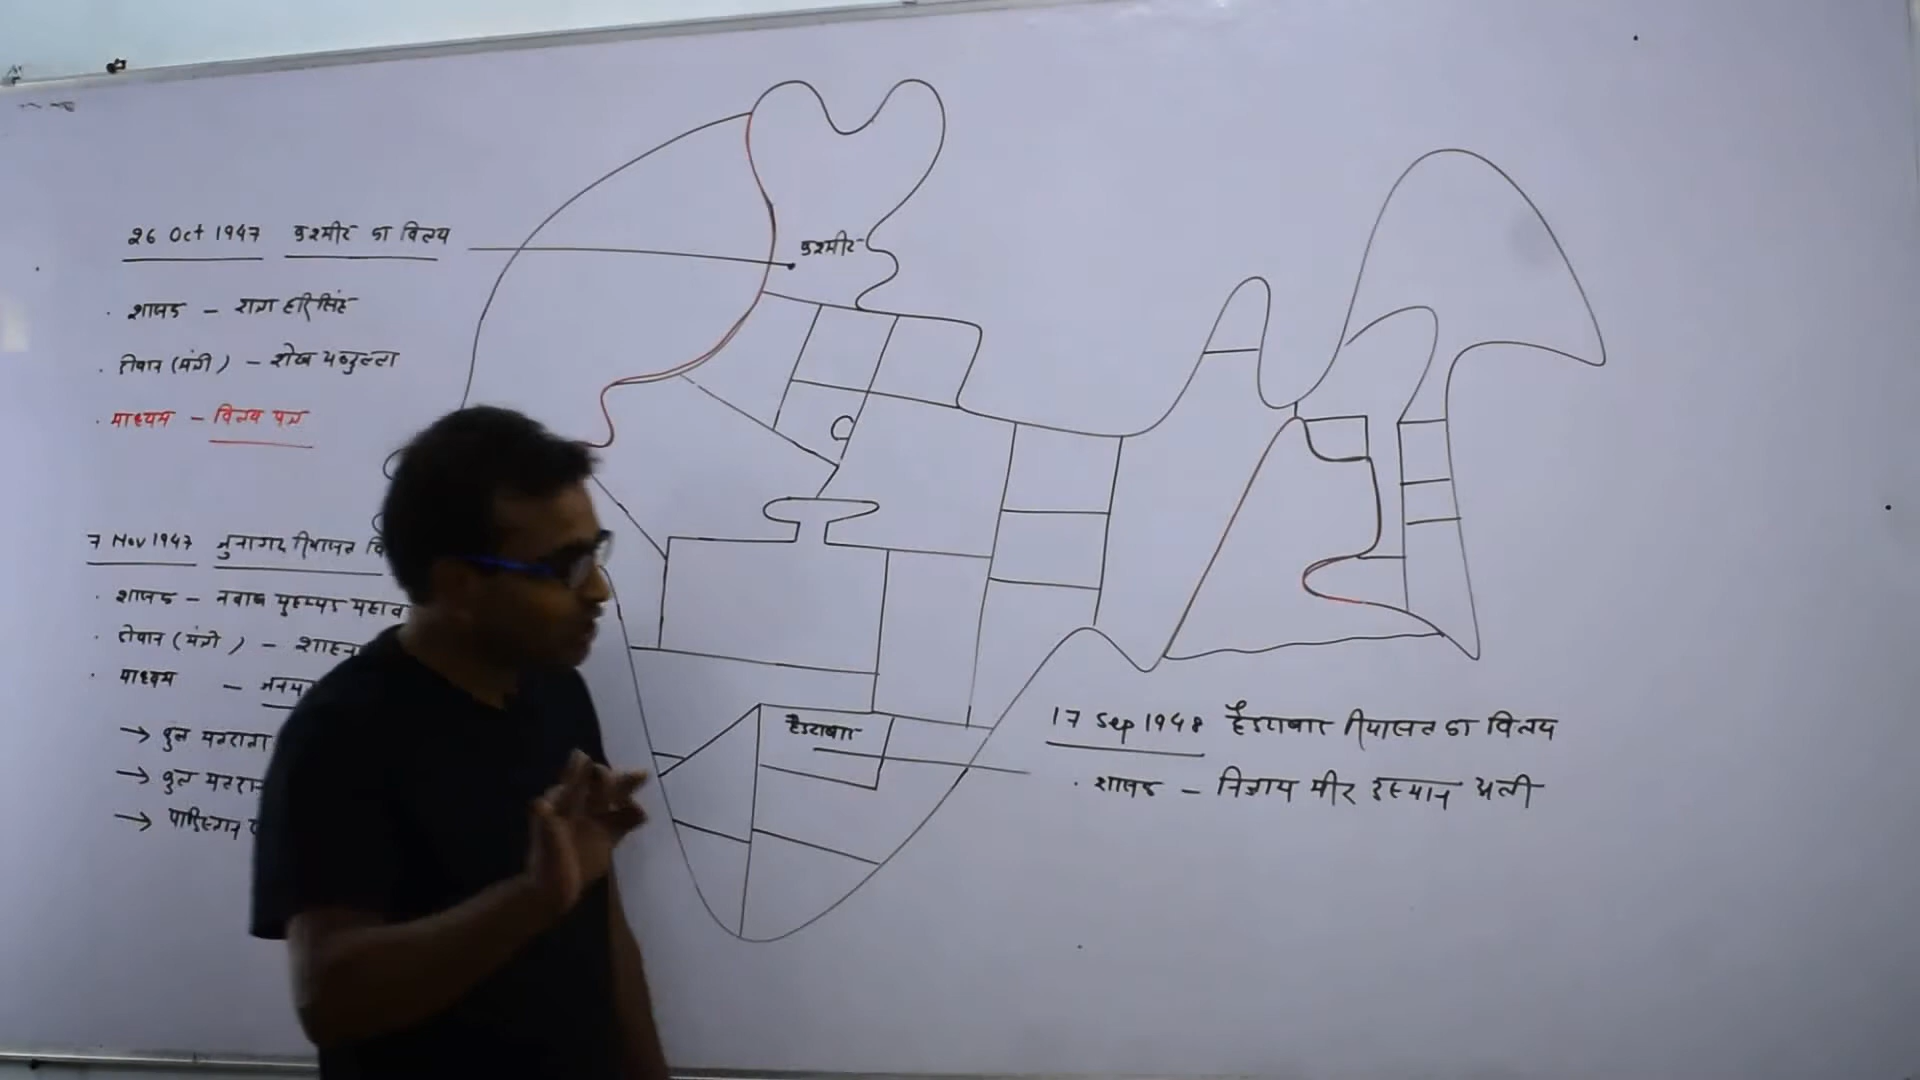 26 Oct 1947 कश्मीर का विलय
· शासक – राजा हरिसिंह
· दीवान (मंत्री) – शेख अब्दुल्ला
· माध्यम – विलय पत्र
कश्मीर
7 Nov 1947 जुनागढ रियासत वि
· शासक – नवाब मुहम्मद महाव
· दीवान (मंत्री) – शाहन
· माध्यम – जनम
→ कुल मतदाता
→ कुल मतदान
→ पाकिस्तान
हैदराबाद
17 Sep 1948 हैदराबाद रियासत का विलय
· शासक – निजाम मीर उस्मान अली